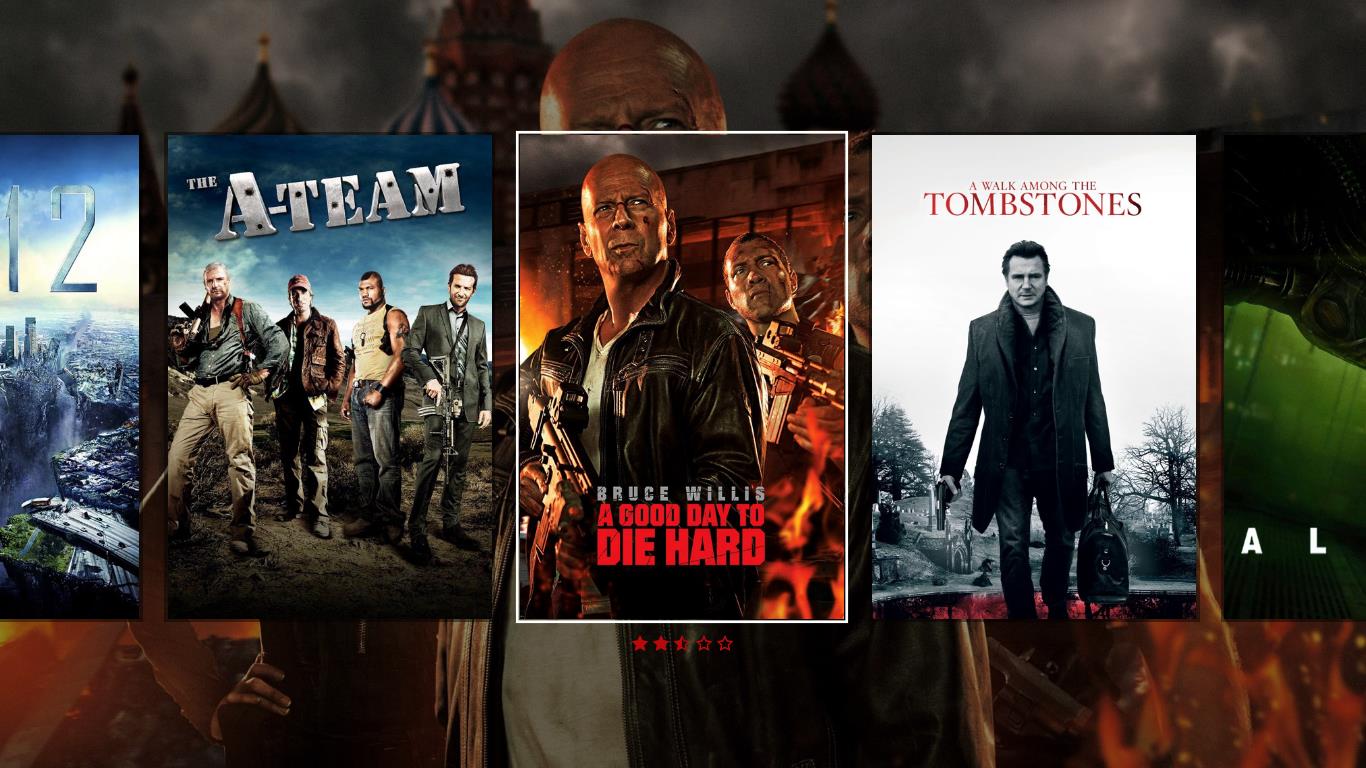 12
THE
A-TEAM
BRUCE WILLIS
A GOOD DAY TO
DIE HARD
A WALK AMONG THE
TOMBSTONES
A L